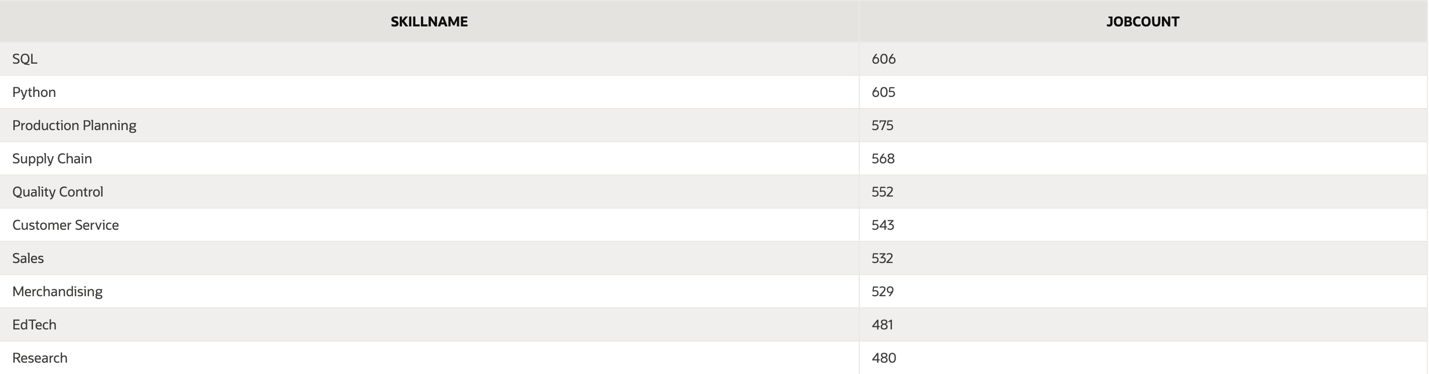 SKILLNAME JOBCOUNT
SQL 606
Python 605
Production Planning 575
Supply Chain 568
Quality Control 552
Customer Service 543
Sales 532
Merchandising 529
EdTech 481
Research 480